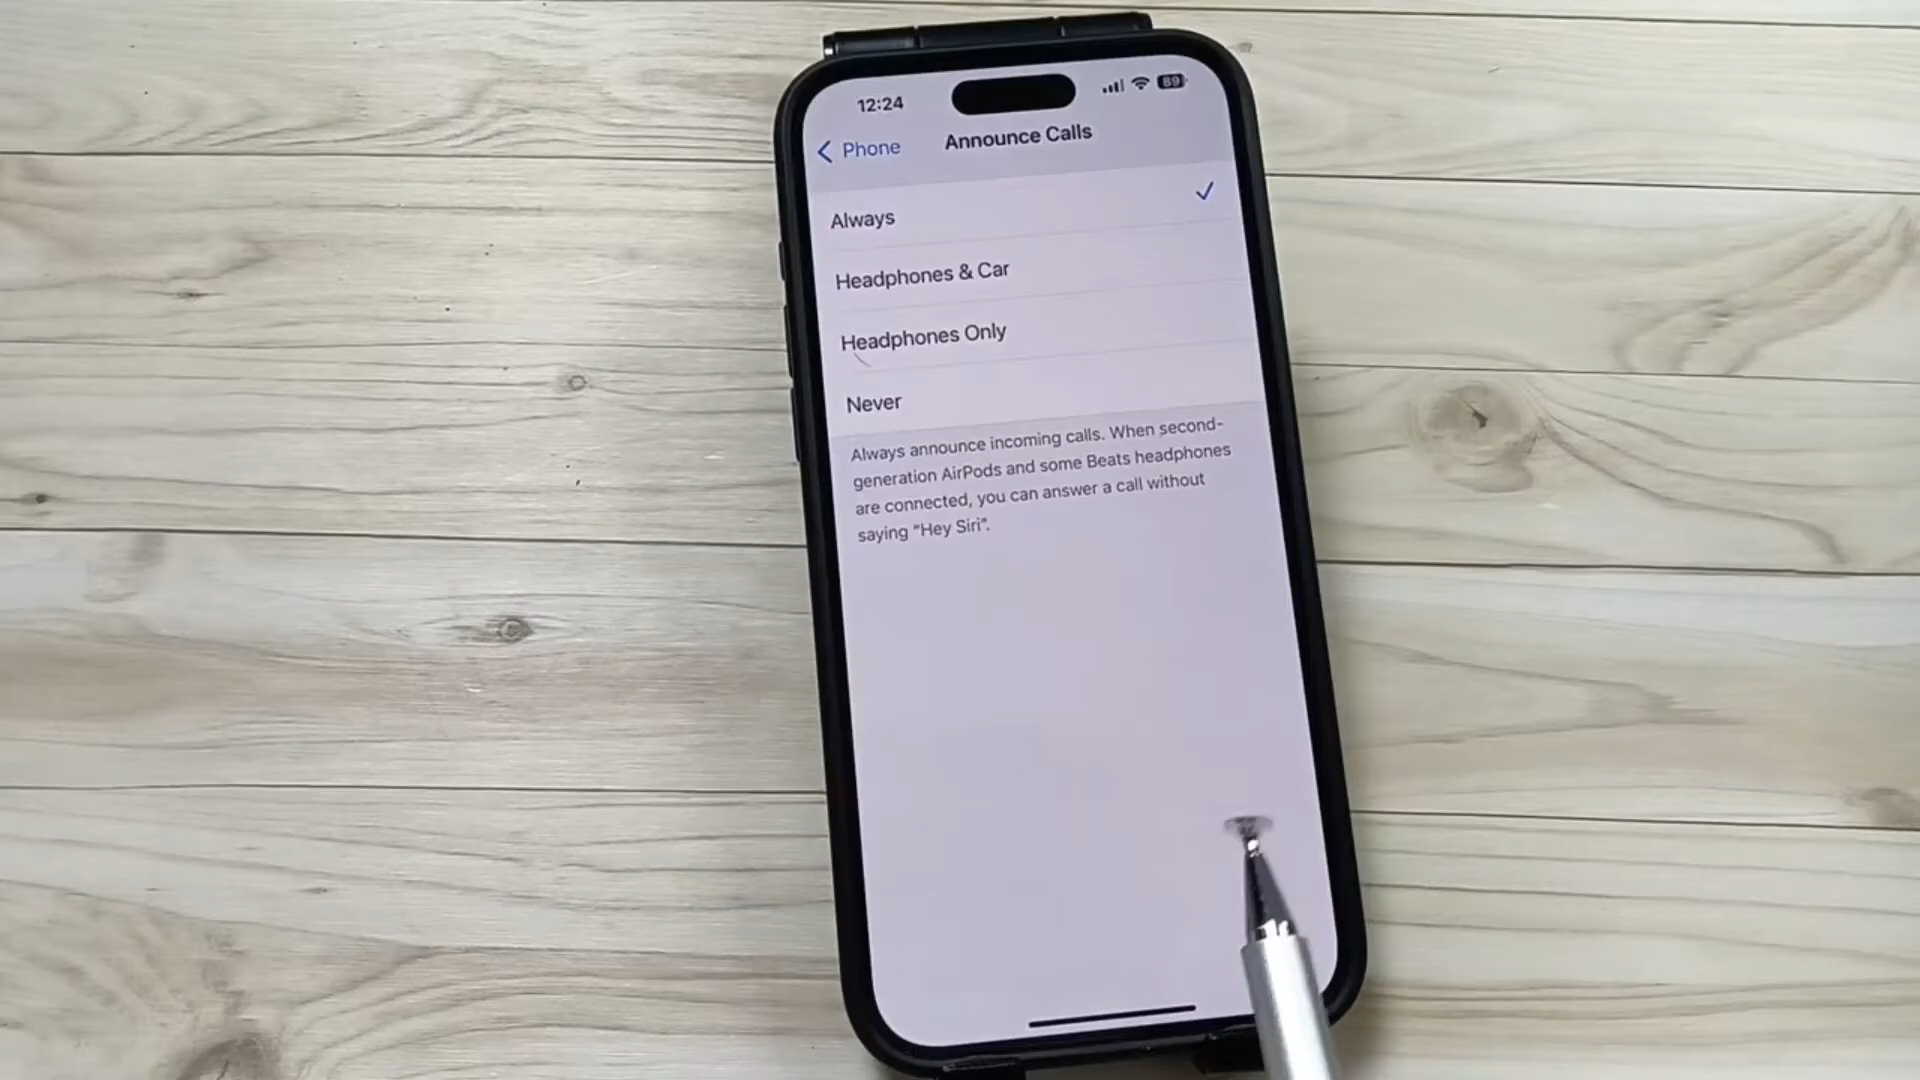 12:24
89
Phone
Announce Calls
Always
Headphones & Car
Headphones Only
Never
Always announce incoming calls. When second-
generation AirPods and some Beats headphones
are connected, you can answer a call without
saying “Hey Siri”.